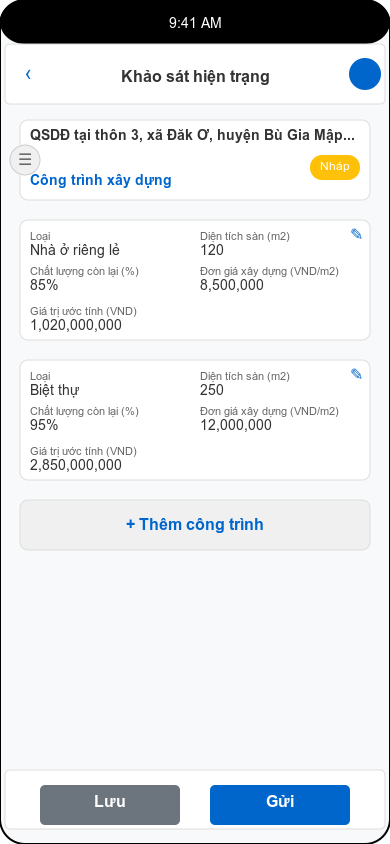 9:41 AM
Khảo sát hiện trạng
QSDĐ tại thôn 3, xã Đăk Ơ, huyện Bù Gia Mập...
Nháp
Công trình xây dựng
Loại
Diện tích sàn (m2)
Nhà ở riêng lẻ
120
Chất lượng còn lại (%)
Đơn giá xây dựng (VND/m2)
85%
8,500,000
Giá trị ước tính (VND)
1,020,000,000
Loại
Diện tích sàn (m2)
Biệt thự
250
Chất lượng còn lại (%)
Đơn giá xây dựng (VND/m2)
95%
12,000,000
Giá trị ước tính (VND)
2,850,000,000
+ Thêm công trình
Lưu
Gửi